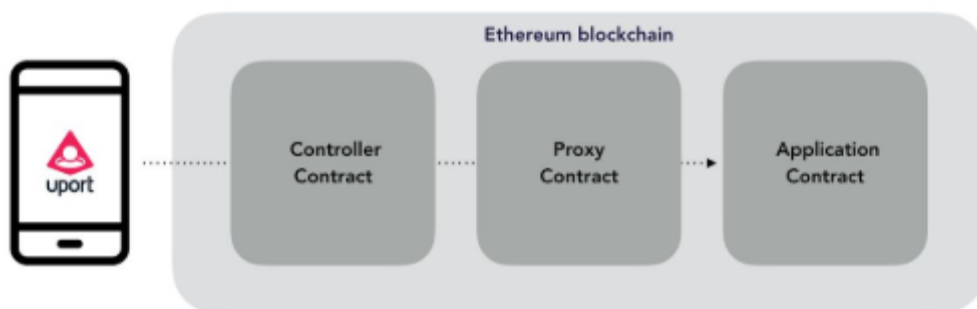 Ethereum blockchain
uport
Controller
Contract
Proxy
Contract
Application
Contract